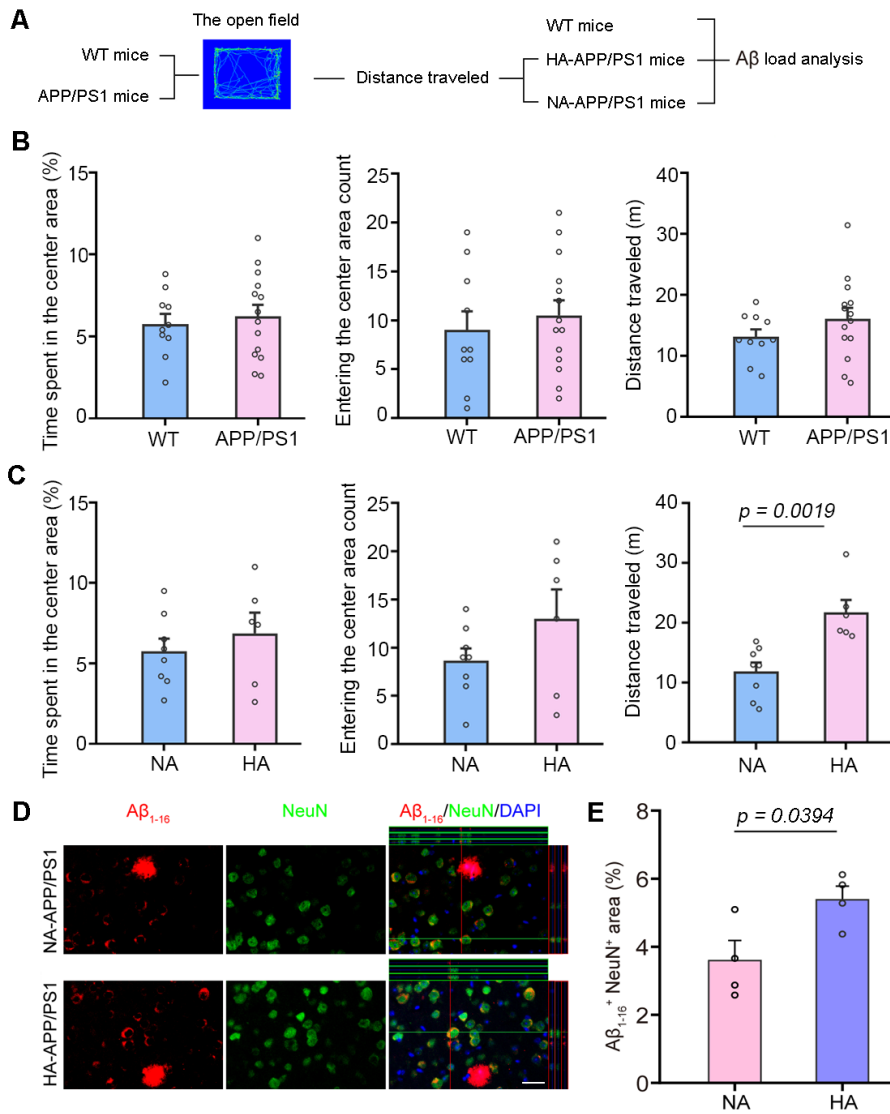 A
The open field
WT mice
APP/PS1 mice
Distance traveled
WT mice
HA-APP/PS1 mice
NA-APP/PS1 mice
Aβ load analysis
B
Time spent in the center area (%)
15
10
5
0
WT
APP/PS1
Entering the center area count
25
20
15
10
5
0
WT
APP/PS1
Distance traveled (m)
40
30
20
10
0
WT
APP/PS1
C
Time spent in the center area (%)
15
10
5
0
NA
HA
Entering the center area count
25
20
15
10
5
0
NA
HA
Distance traveled (m)
p = 0.0019
40
30
20
10
0
NA
HA
D
Aβ1-16
NeuN
Aβ1-16/NeuN/DAPI
NA-APP/PS1
HA-APP/PS1
E
Aβ1-16+ NeuN+ area (%)
p = 0.0394
8
6
4
2
0
NA
HA